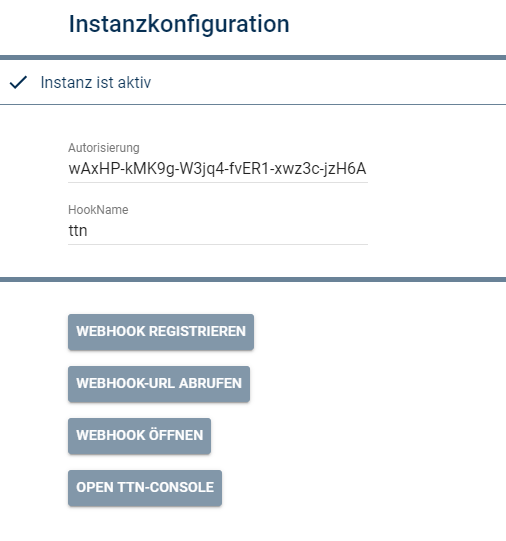 Instanzkonfiguration
Instanz ist aktiv
Autorisierung
wAxHP-kMK9g-W3jq4-fvER1-xwz3c-jzH6A
HookName
ttn
WEBHOOK REGISTRIEREN
WEBHOOK-URL ABRUFEN
WEBHOOK ÖFFNEN
OPEN TTN-CONSOLE